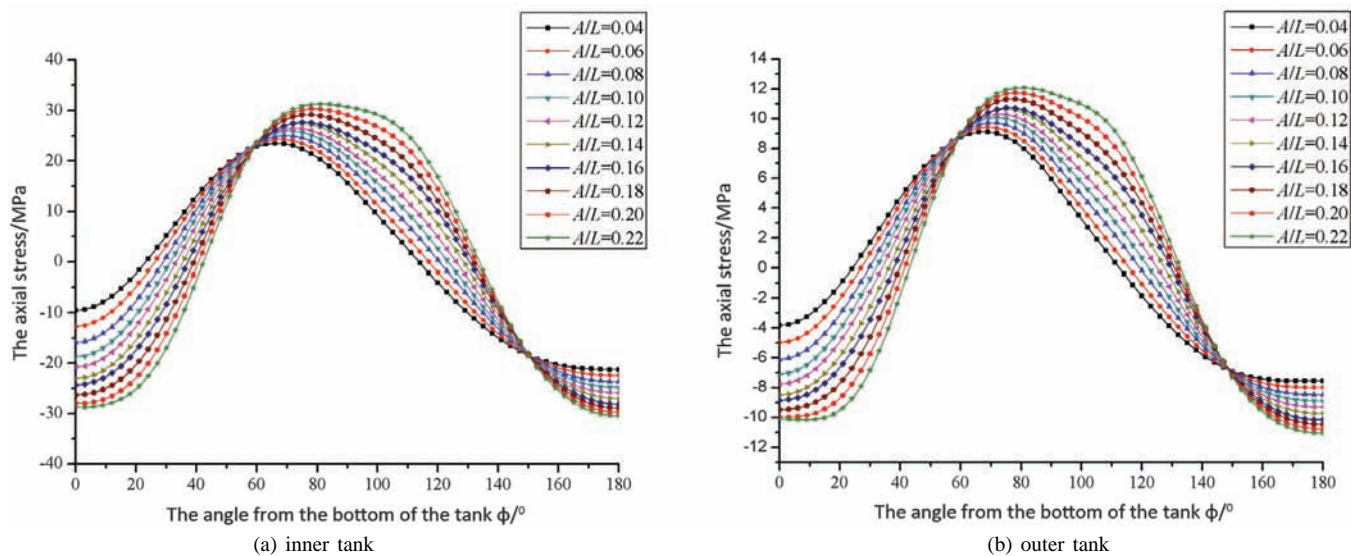 The axial stress/MPa
40
30
20
10
0
-10
-20
-30
-40
0 20 40 60 80 100 120 140 160 180
The angle from the bottom of the tank ϕ/⁰
A/L=0.04
A/L=0.06
A/L=0.08
A/L=0.10
A/L=0.12
A/L=0.14
A/L=0.16
A/L=0.18
A/L=0.20
A/L=0.22
(a) inner tank
The axial stress/MPa
14
12
10
8
6
4
2
0
-2
-4
-6
-8
-10
-12
0 20 40 60 80 100 120 140 160 180
The angle from the bottom of the tank ϕ/⁰
A/L=0.04
A/L=0.06
A/L=0.08
A/L=0.10
A/L=0.12
A/L=0.14
A/L=0.16
A/L=0.18
A/L=0.20
A/L=0.22
(b) outer tank